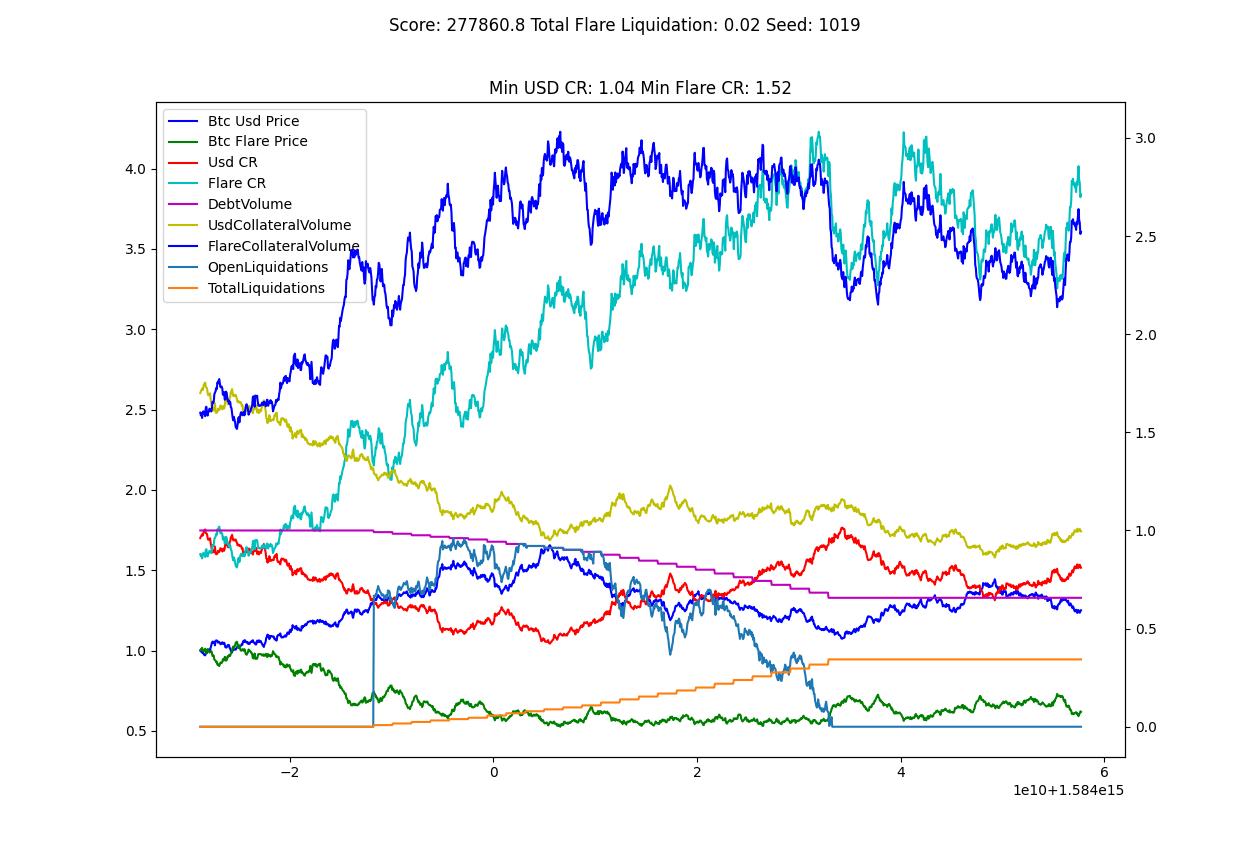 Score: 277860.8 Total Flare Liquidation: 0.02 Seed: 1019
Min USD CR: 1.04 Min Flare CR: 1.52
Btc Usd Price
Btc Flare Price
Usd CR
Flare CR
DebtVolume
UsdCollateralVolume
FlareCollateralVolume
OpenLiquidations
TotalLiquidations
4.0
3.5
3.0
2.5
2.0
1.5
1.0
0.5
3.0
2.5
2.0
1.5
1.0
0.5
0.0
−2 0 2 4 6
1e10+1.584e15